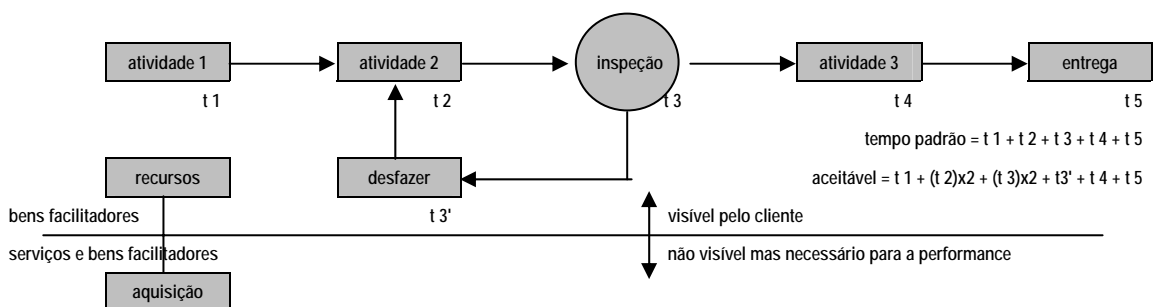 atividade 1
atividade 2
inspeção
atividade 3
entrega
t 1
t 2
t 3
t 4
t 5
tempo padrão = t 1 + t 2 + t 3 + t 4 + t 5
recursos
desfazer
aceitável = t 1 + (t 2)x2 + (t 3)x2 + t3' + t 4 + t 5
bens facilitadores
t 3'
visível pelo cliente
serviços e bens facilitadores
não visível mas necessário para a performance
aquisição